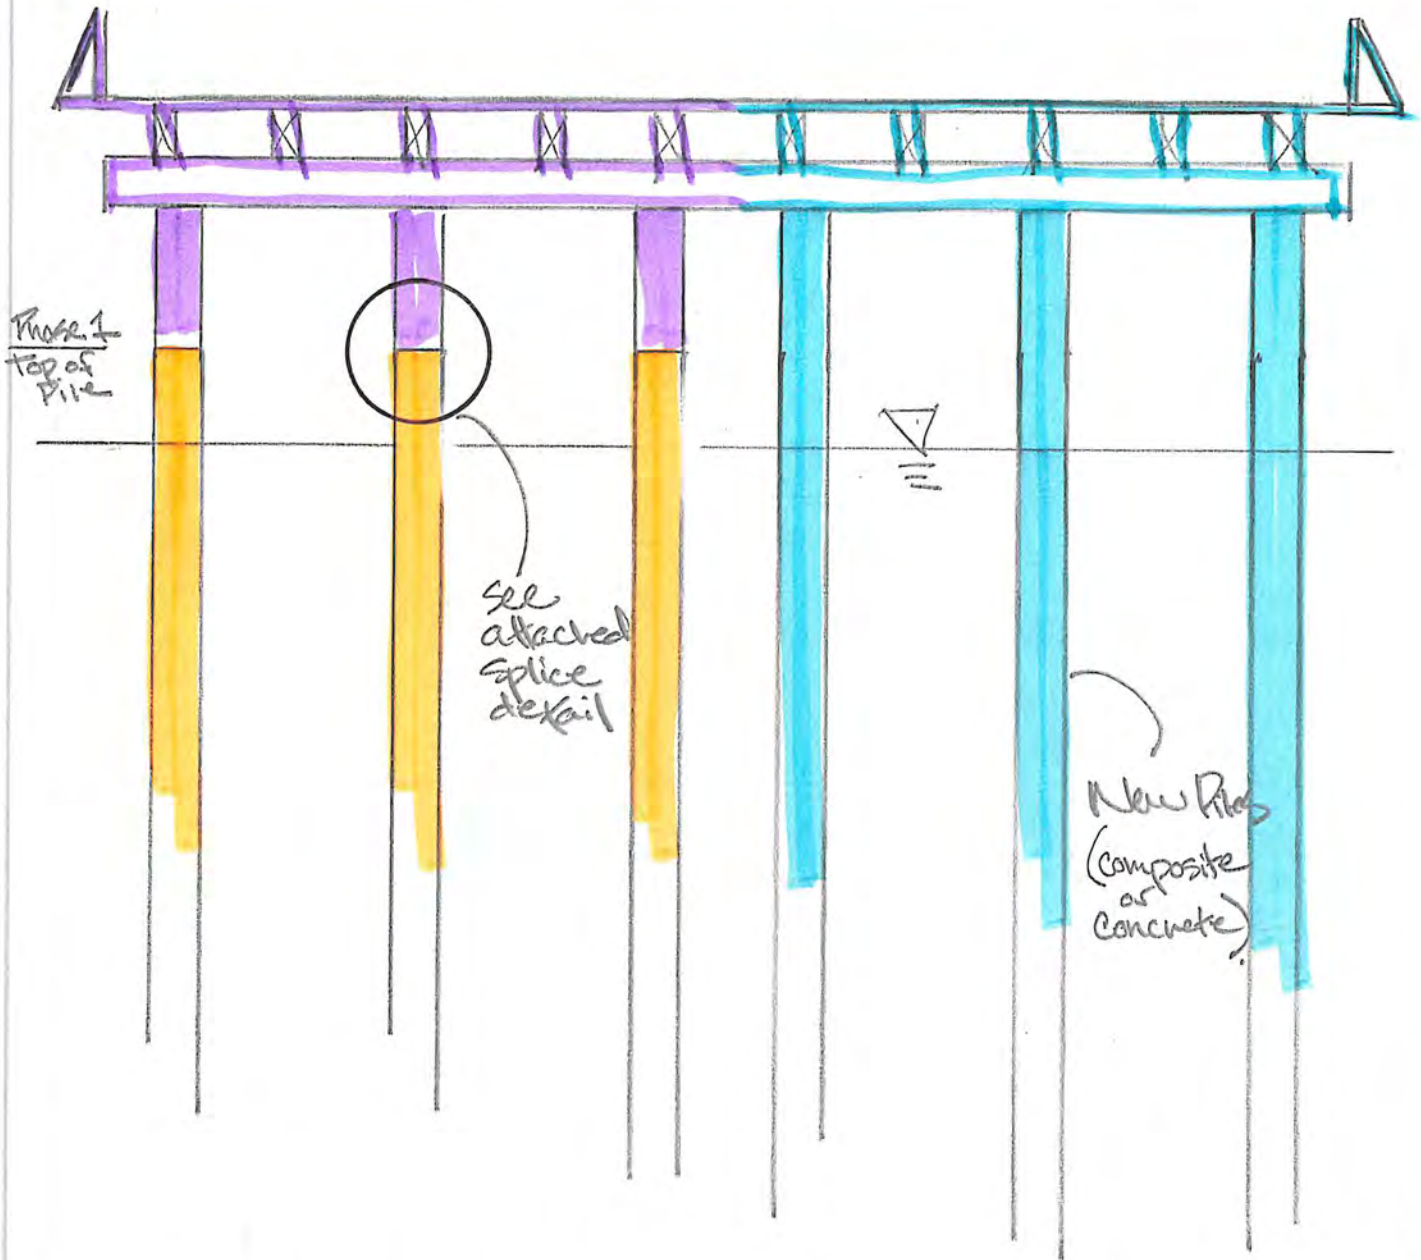 Phase 1
Top of
Pile
see
attached
splice
detail
New Piles
(composite
or
concrete)